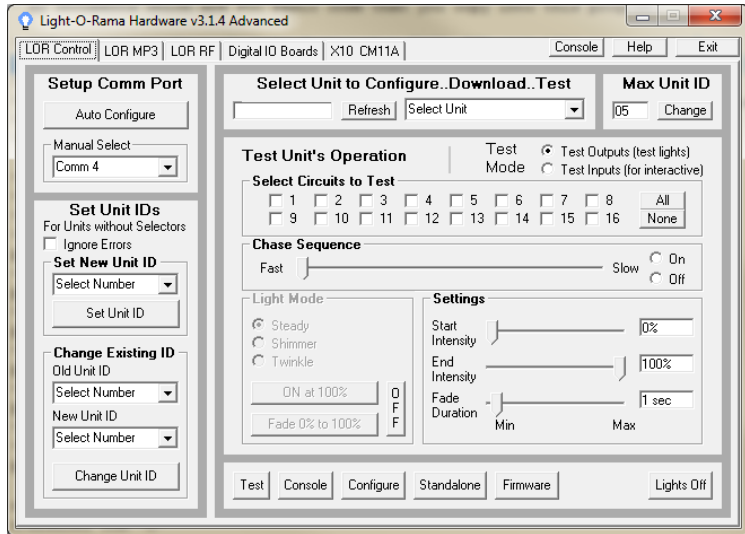 Light-O-Rama Hardware v3.1.4 Advanced
LOR Control
LOR MP3
LOR RF
Digital IO Boards
X10 CM11A
Console
Help
Exit
Setup Comm Port
Auto Configure
Manual Select
Comm 4
Set Unit IDs
For Units without Selectors
Ignore Errors
Set New Unit ID
Select Number
Set Unit ID
Change Existing ID
Old Unit ID
Select Number
New Unit ID
Select Number
Change Unit ID
Select Unit to Configure..Download..Test
Refresh
Select Unit
Max Unit ID
05
Change
Test Unit's Operation
Test Mode
Test Outputs (test lights)
Test Inputs (for interactive)
Select Circuits to Test
1 2 3 4 5 6 7 8 All
9 10 11 12 13 14 15 16 None
Chase Sequence
Fast
Slow
On
Off
Light Mode
Steady
Shimmer
Twinkle
ON at 100%
Fade 0% to 100%
OFF
Settings
Start Intensity
0%
End Intensity
100%
Fade Duration
1 sec
Min
Max
Test
Console
Configure
Standalone
Firmware
Lights Off